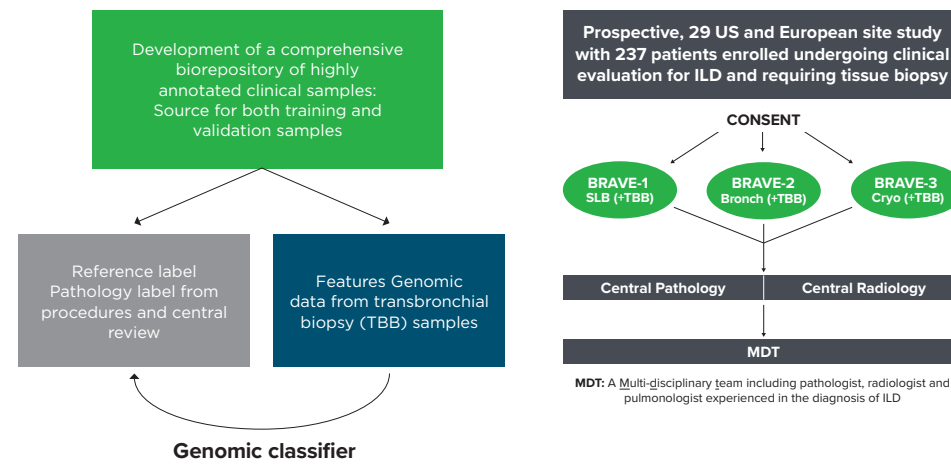 Development of a comprehensive
biorepository of highly
annotated clinical samples:
Source for both training and
validation samples
Reference label
Pathology label from
procedures and central
review
Features Genomic
data from transbronchial
biopsy (TBB) samples
Genomic classifier
Prospective, 29 US and European site study
with 237 patients enrolled undergoing clinical
evaluation for ILD and requiring tissue biopsy
CONSENT
BRAVE-1
SLB (+TBB)
BRAVE-2
Bronch (+TBB)
BRAVE-3
Cryo (+TBB)
Central Pathology
Central Radiology
MDT
MDT: A Multi-disciplinary team including pathologist, radiologist and
pulmonologist experienced in the diagnosis of ILD